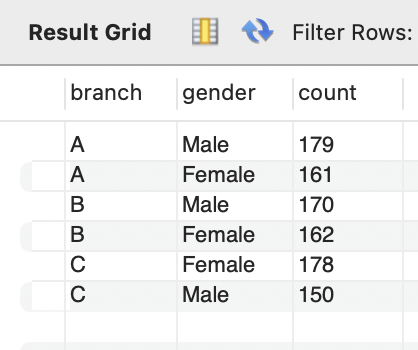 Result Grid Filter Rows:
branch gender count
A Male 179
A Female 161
B Male 170
B Female 162
C Female 178
C Male 150